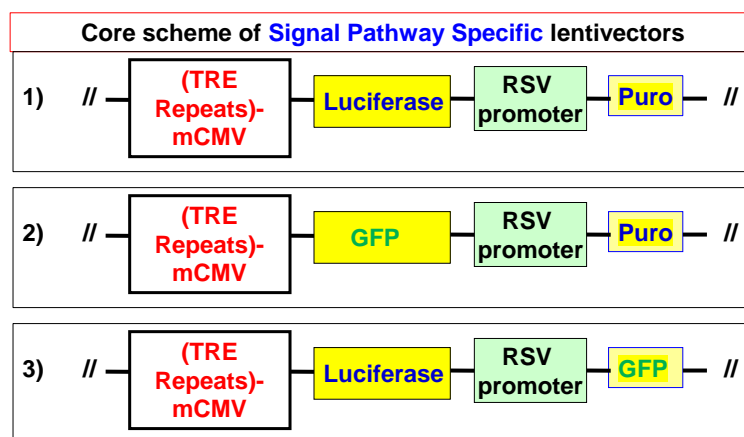 Core scheme of Signal Pathway Specific lentivectors
1) // (TRE Repeats)-mCMV Luciferase RSV promoter Puro //
2) // (TRE Repeats)-mCMV GFP RSV promoter Puro //
3) // (TRE Repeats)-mCMV Luciferase RSV promoter GFP //